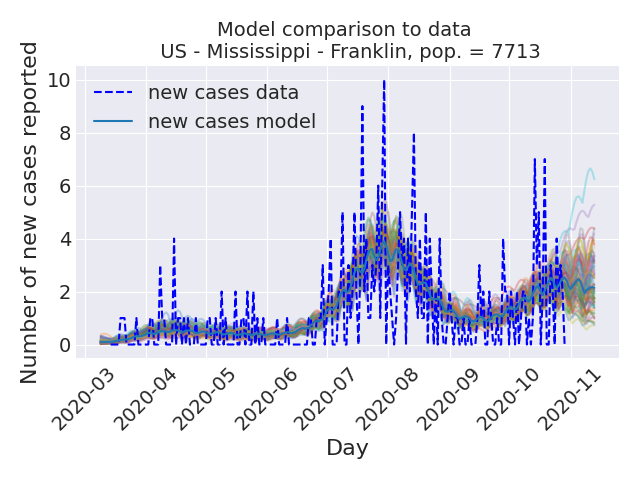 Model comparison to data
US - Mississippi - Franklin, pop. = 7713
Number of new cases reported
10
8
6
4
2
0
new cases data
new cases model
2020-03
2020-04
2020-05
2020-06
2020-07
2020-08
2020-09
2020-10
2020-11
Day